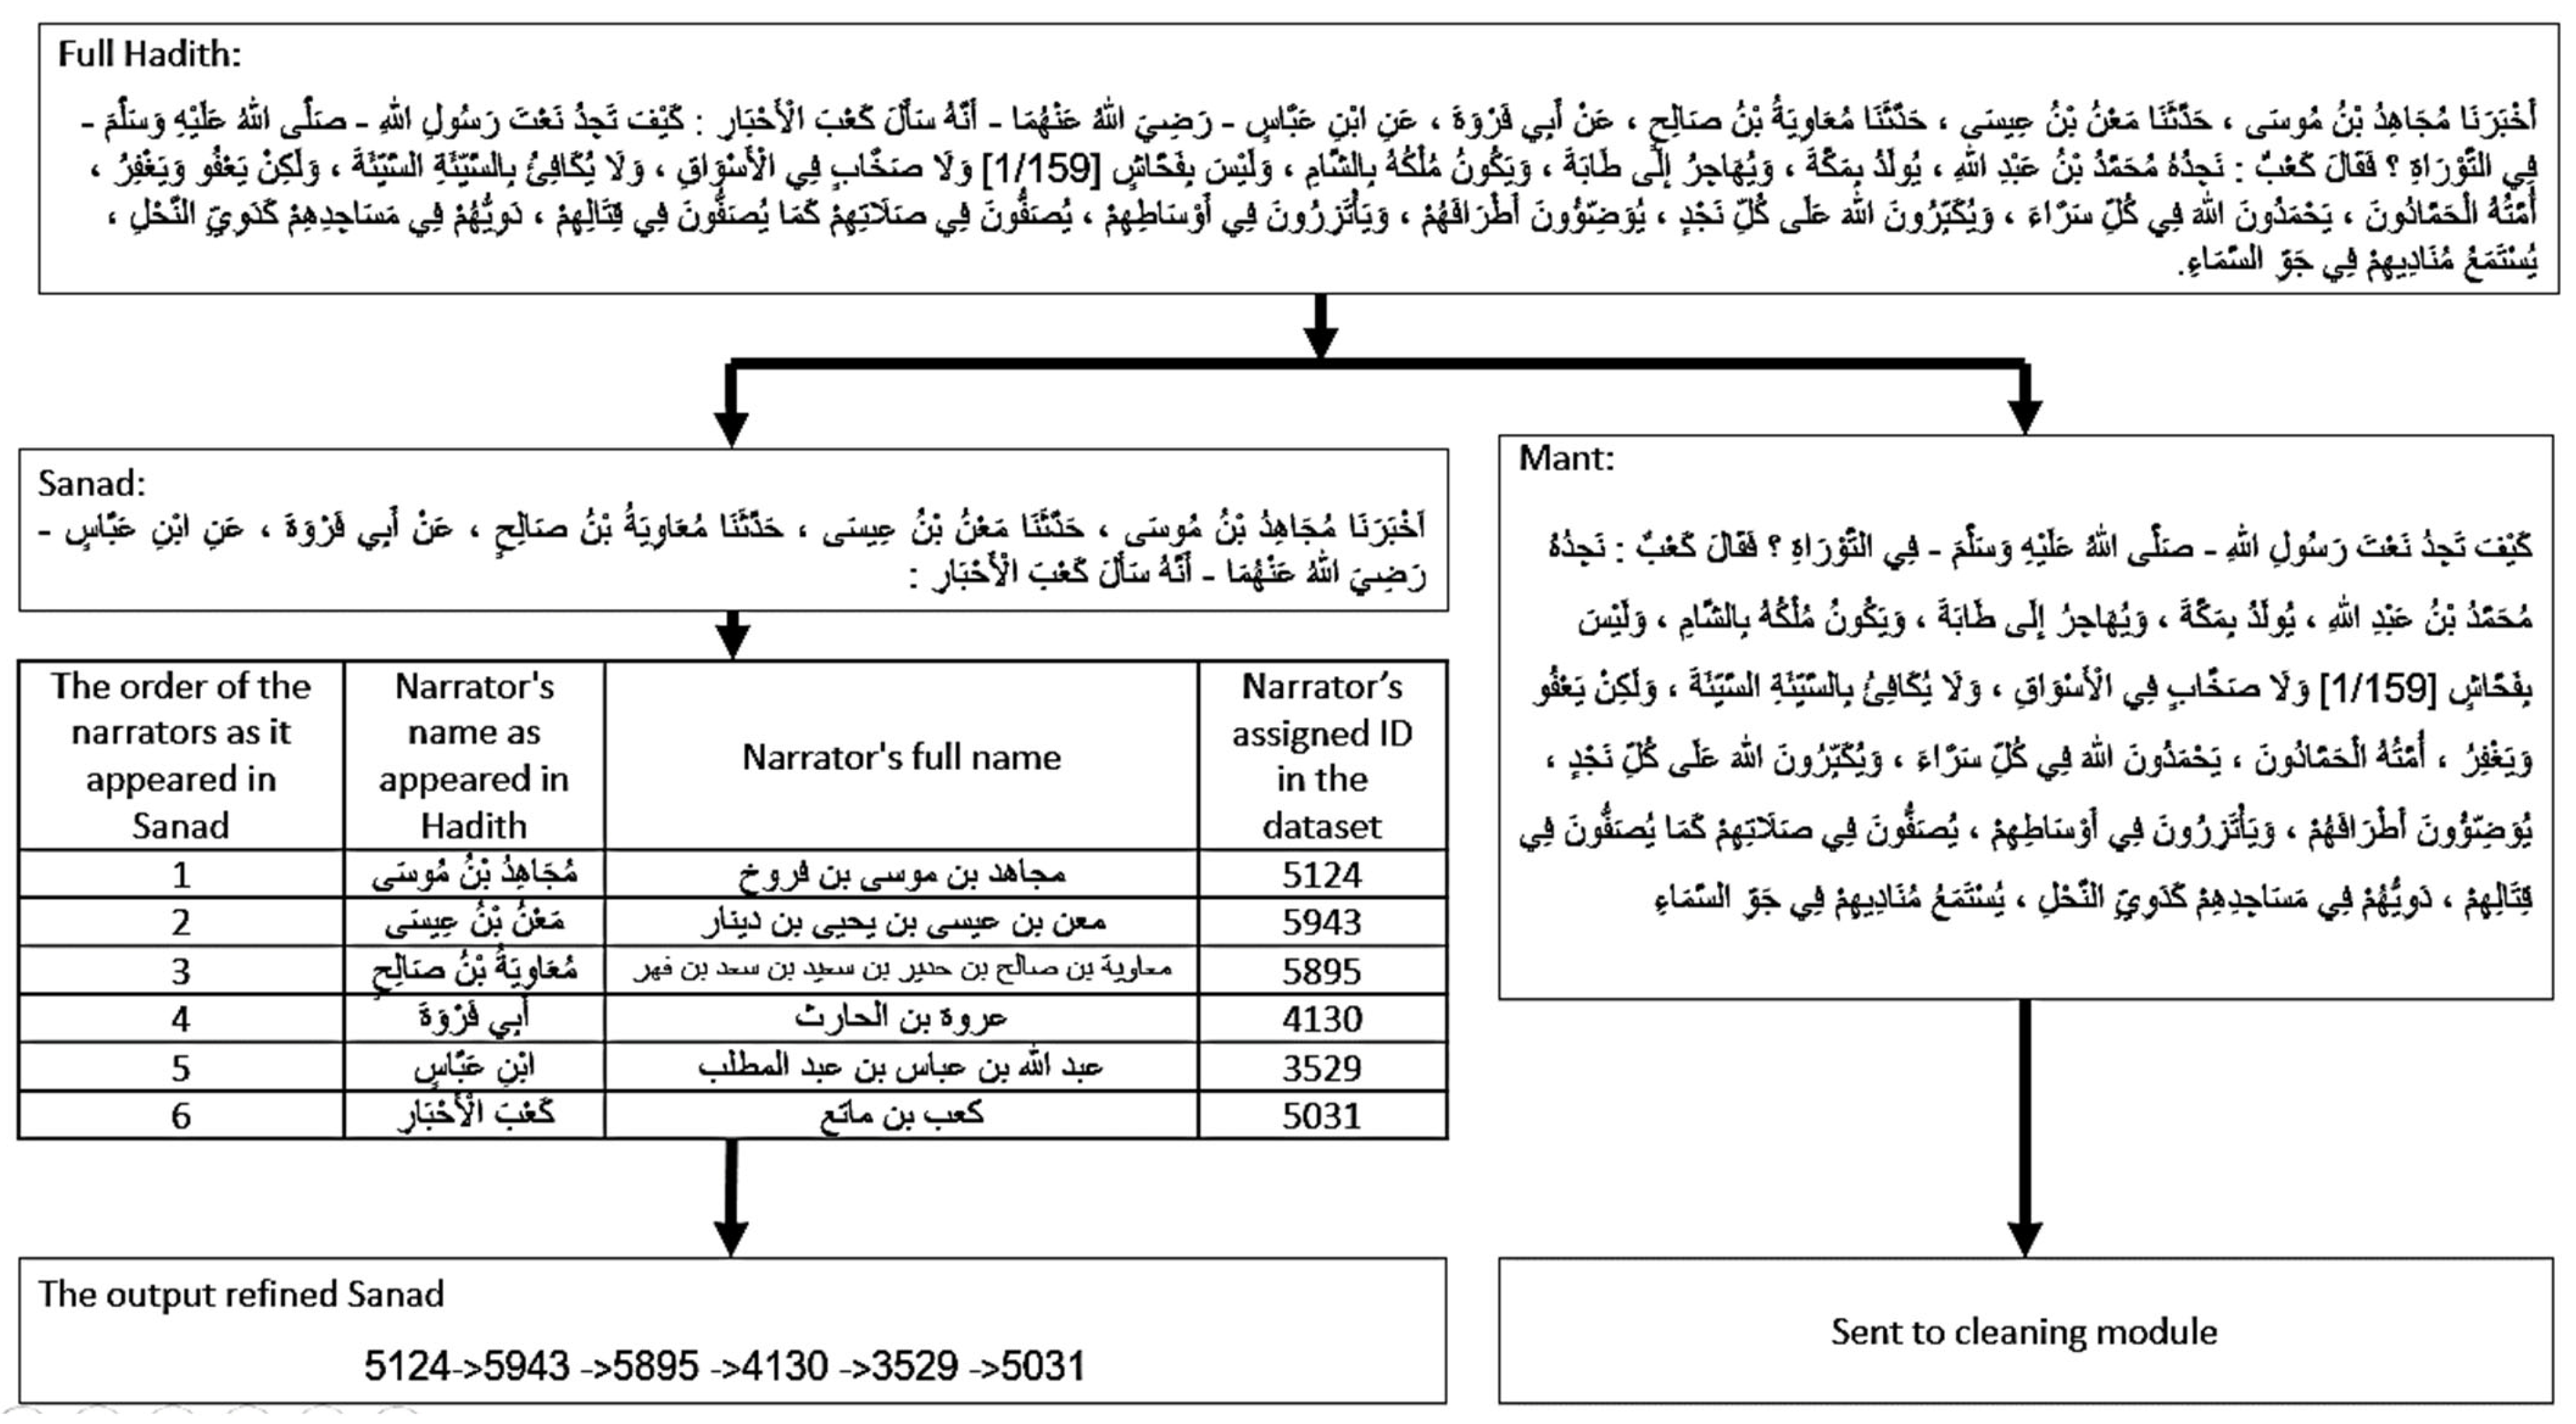 Full Hadith:
أَخْبَرَنَا مُجَاهِدُ بْنُ مُوسَى ، حَدَّثَنَا مَعْنُ بْنُ عِيسَى ، حَدَّثَنَا مُعَاوِيَةُ بْنُ صَالِحٍ ، عَنْ أَبِي فَرْوَةَ ، عَنِ ابْنِ عَبَّاسٍ - رَضِيَ اللهُ عَنْهُمَا - أَنَّهُ سَأَلَ كَعْبَ الْأَحْبَارِ : كَيْفَ تَجِدُ نَعْتَ رَسُولِ اللهِ - صَلَّى اللهُ عَلَيْهِ وَسَلَّمَ -
فِي التَّوْرَاةِ ؟ فَقَالَ كَعْبٌ : نَجِدُهُ مُحَمَّدُ بْنُ عَبْدِ اللهِ ، يُولَدُ بِمَكَّةَ ، وَيُهَاجِرُ إِلَى طَابَةَ ، وَيَكُونُ مُلْكُهُ بِالشَّامِ ، وَلَيْسَ بِفَحَّاشٍ [1/159] وَلَا صَخَّابٍ فِي الْأَسْوَاقِ ، وَلَا يُكَافِئُ بِالسَّيِّئَةِ السَّيِّئَةَ ، وَلَكِنْ يَعْفُو وَيَغْفِرُ ،
أُمَّتُهُ الْحَمَّادُونَ ، يَحْمَدُونَ اللهَ فِي كُلِّ سَرَّاءَ ، وَيُكَبِّرُونَ اللهَ عَلَى كُلِّ نَجْدٍ ، يُوَضِّؤُونَ أَطْرَافَهُمْ ، وَيَأْتَزِرُونَ فِي أَوْسَاطِهِمْ ، يُصَفُّونَ فِي صَلَاتِهِمْ كَمَا يُصَفُّونَ فِي قِتَالِهِمْ ، دَوِيُّهُمْ فِي مَسَاجِدِهِمْ كَدَوِيِّ النَّحْلِ ،
يُسْتَمَعُ مُنَادِيهِمْ فِي جَوِّ السَّمَاءِ.
Sanad:
أَخْبَرَنَا مُجَاهِدُ بْنُ مُوسَى ، حَدَّثَنَا مَعْنُ بْنُ عِيسَى ، حَدَّثَنَا مُعَاوِيَةُ بْنُ صَالِحٍ ، عَنْ أَبِي فَرْوَةَ ، عَنِ ابْنِ عَبَّاسٍ -
رَضِيَ اللهُ عَنْهُمَا - أَنَّهُ سَأَلَ كَعْبَ الْأَحْبَارِ :
Mant:
كَيْفَ تَجِدُ نَعْتَ رَسُولِ اللهِ - صَلَّى اللهُ عَلَيْهِ وَسَلَّمَ - فِي التَّوْرَاةِ ؟ فَقَالَ كَعْبٌ : نَجِدُهُ
مُحَمَّدُ بْنُ عَبْدِ اللهِ ، يُولَدُ بِمَكَّةَ ، وَيُهَاجِرُ إِلَى طَابَةَ ، وَيَكُونُ مُلْكُهُ بِالشَّامِ ، وَلَيْسَ
بِفَحَّاشٍ [1/159] وَلَا صَخَّابٍ فِي الْأَسْوَاقِ ، وَلَا يُكَافِئُ بِالسَّيِّئَةِ السَّيِّئَةَ ، وَلَكِنْ يَعْفُو
وَيَغْفِرُ ، أُمَّتُهُ الْحَمَّادُونَ ، يَحْمَدُونَ اللهَ فِي كُلِّ سَرَّاءَ ، وَيُكَبِّرُونَ اللهَ عَلَى كُلِّ نَجْدٍ ،
يُوَضِّؤُونَ أَطْرَافَهُمْ ، وَيَأْتَزِرُونَ فِي أَوْسَاطِهِمْ ، يُصَفُّونَ فِي صَلَاتِهِمْ كَمَا يُصَفُّونَ فِي
قِتَالِهِمْ ، دَوِيُّهُمْ فِي مَسَاجِدِهِمْ كَدَوِيِّ النَّحْلِ ، يُسْتَمَعُ مُنَادِيهِمْ فِي جَوِّ السَّمَاءِ
The order of the
narrators as it
appeared in
Sanad
Narrator's
name as
appeared in
Hadith
Narrator's full name
Narrator's
assigned ID
in the
dataset
1 مُجَاهِدُ بْنُ مُوسَى مجاهد بن موسى بن فروخ 5124
2 مَعْنُ بْنُ عِيسَى معن بن عيسى بن يحيى بن دينار 5943
3 مُعَاوِيَةُ بْنُ صَالِحٍ معاوية بن صالح بن حدير بن سعيد بن سعد بن فهر 5895
4 أَبِي فَرْوَةَ عروة بن الحارث 4130
5 ابْنِ عَبَّاسٍ عبد الله بن عباس بن عبد المطلب 3529
6 كَعْبَ الْأَحْبَارِ كعب بن ماتع 5031
The output refined Sanad
5124->5943 ->5895 ->4130 ->3529 ->5031
Sent to cleaning module